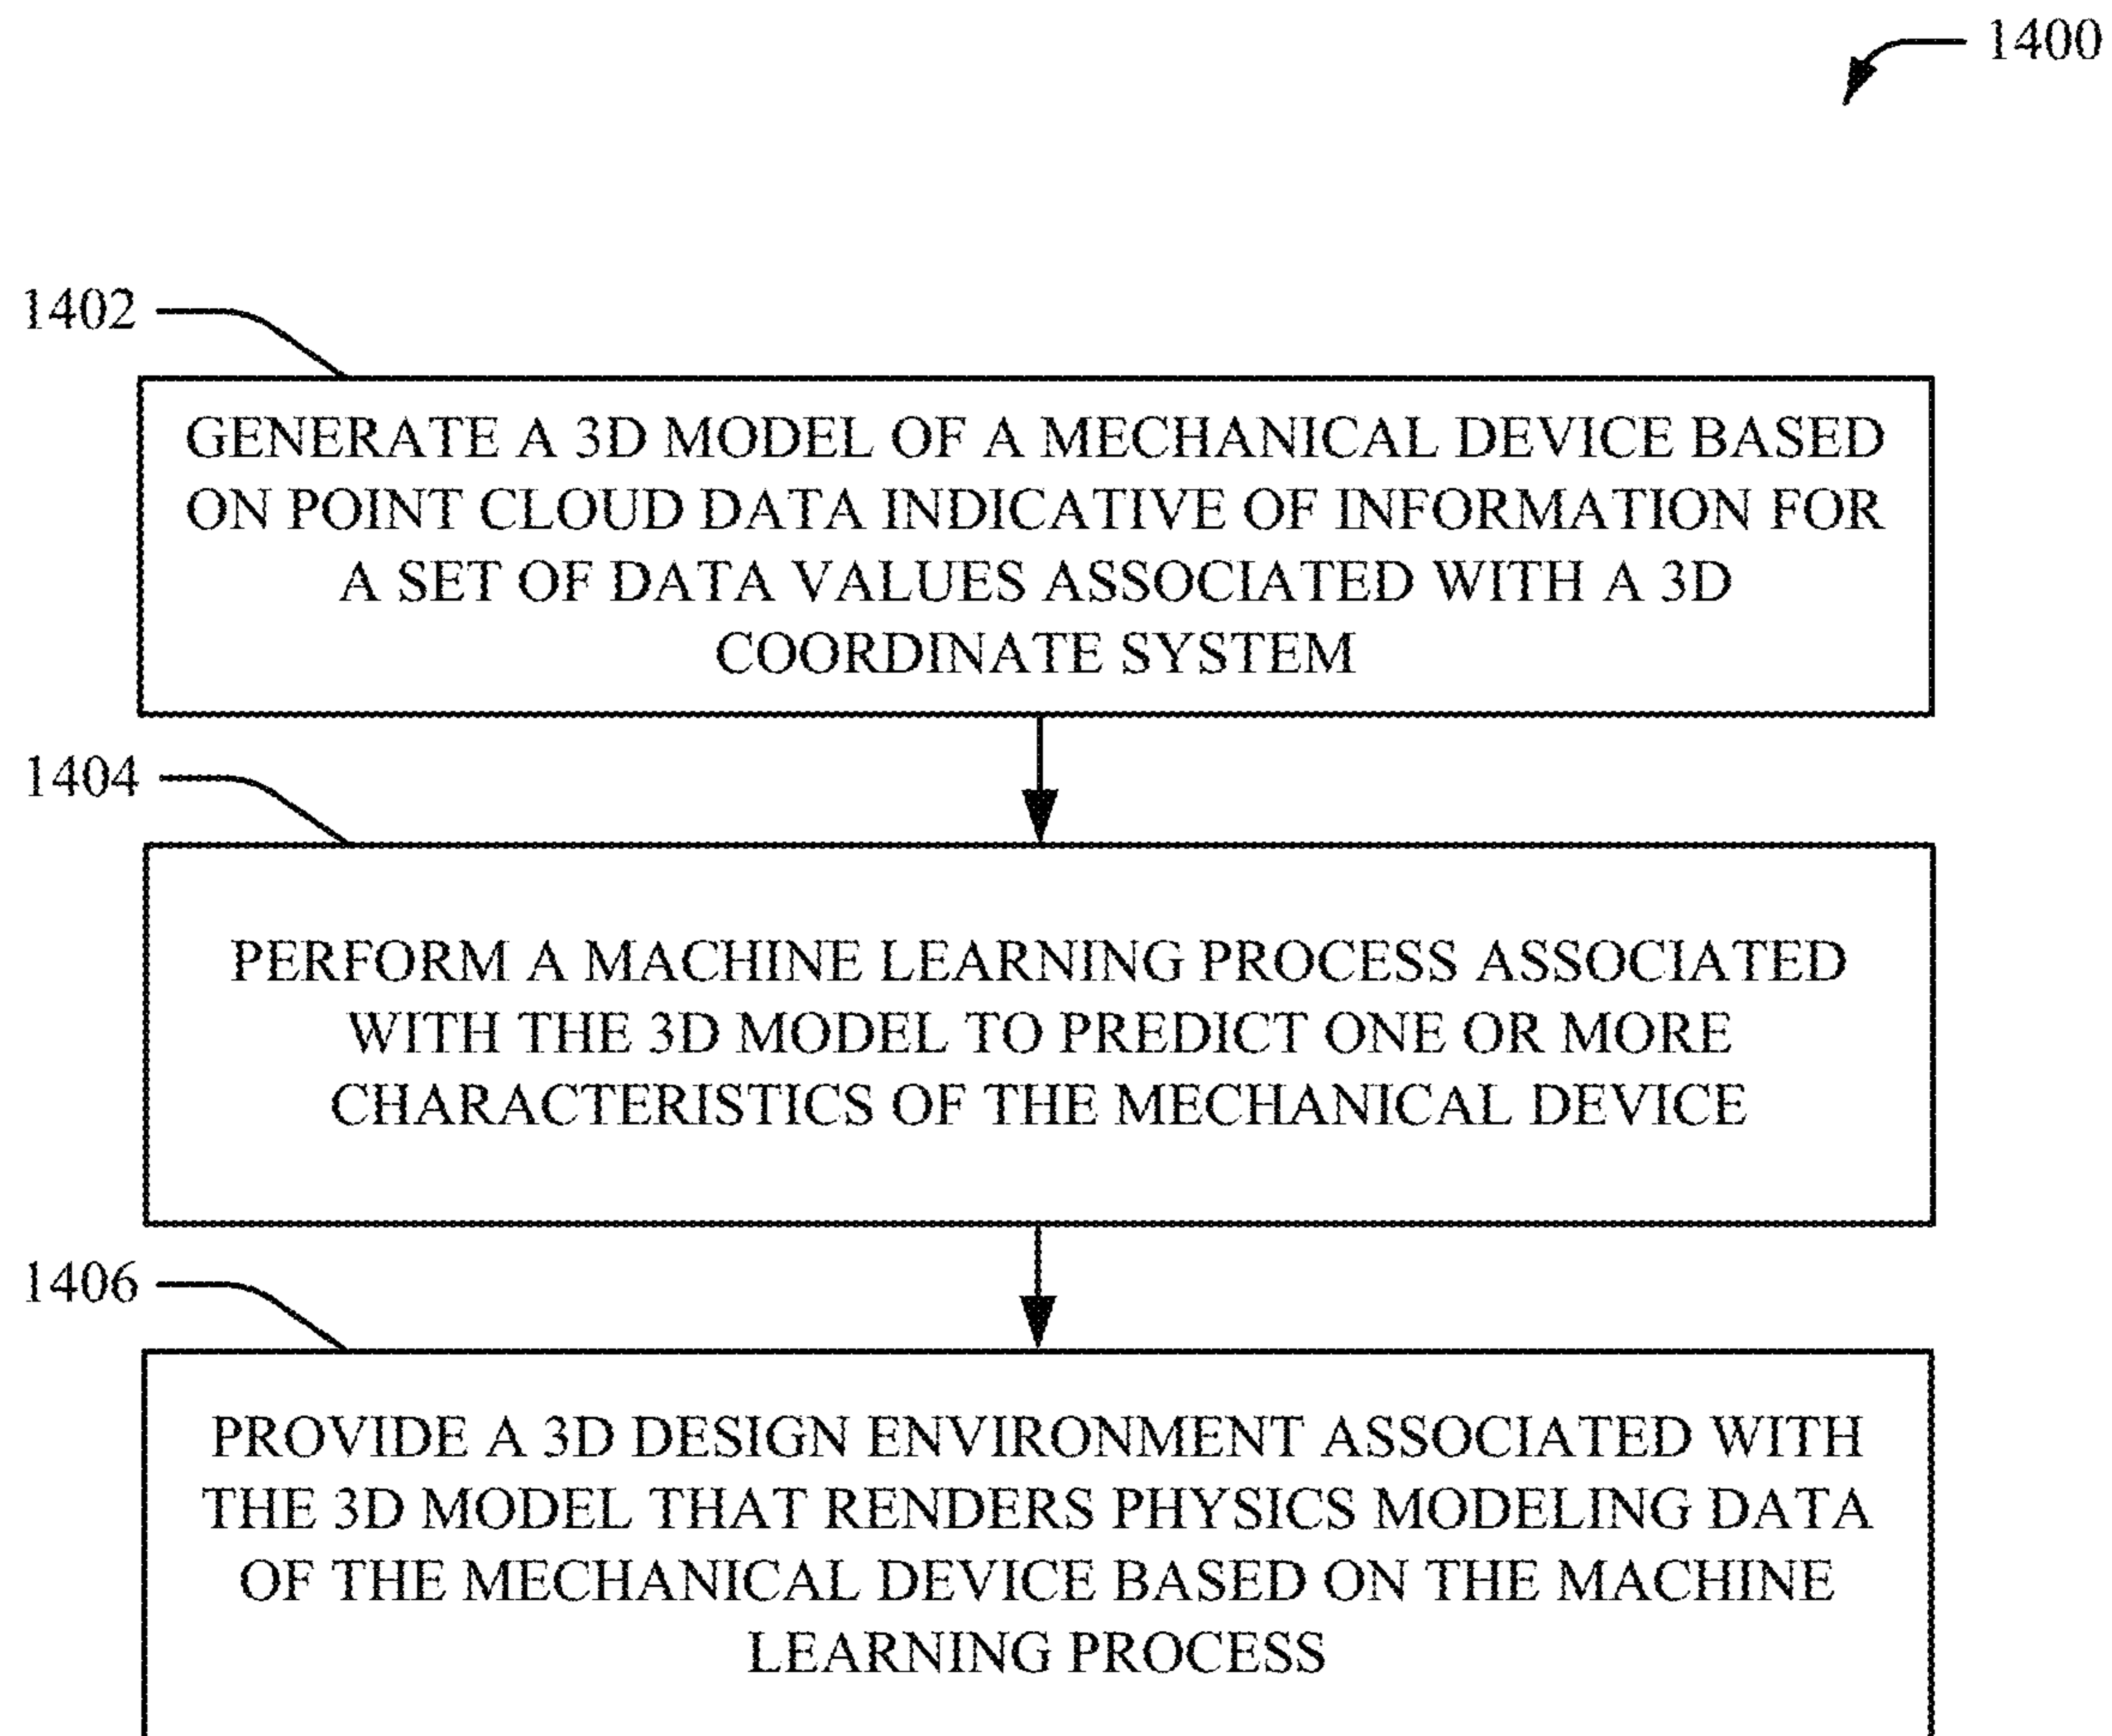 1400
1402
GENERATE A 3D MODEL OF A MECHANICAL DEVICE BASED
ON POINT CLOUD DATA INDICATIVE OF INFORMATION FOR
A SET OF DATA VALUES ASSOCIATED WITH A 3D
COORDINATE SYSTEM
1404
PERFORM A MACHINE LEARNING PROCESS ASSOCIATED
WITH THE 3D MODEL TO PREDICT ONE OR MORE
CHARACTERISTICS OF THE MECHANICAL DEVICE
1406
PROVIDE A 3D DESIGN ENVIRONMENT ASSOCIATED WITH
THE 3D MODEL THAT RENDERS PHYSICS MODELING DATA
OF THE MECHANICAL DEVICE BASED ON THE MACHINE
LEARNING PROCESS